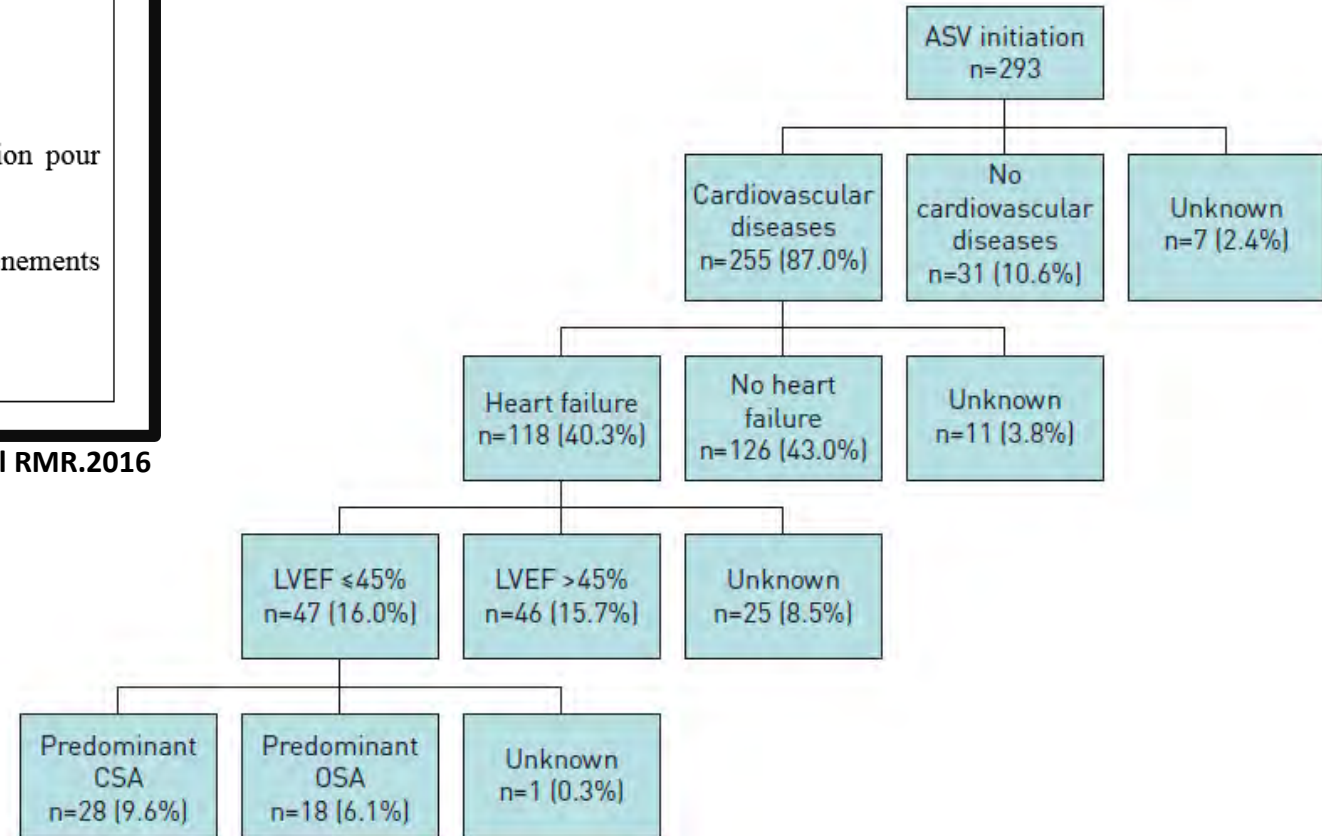 ion pour
nements
l RMR.2016
ASV initiation
n=293
Cardiovascular
diseases
n=255 (87.0%)
No
cardiovascular
diseases
n=31 (10.6%)
Unknown
n=7 (2.4%)
Heart failure
n=118 (40.3%)
No heart
failure
n=126 (43.0%)
Unknown
n=11 (3.8%)
LVEF ≤45%
n=47 (16.0%)
LVEF >45%
n=46 (15.7%)
Unknown
n=25 (8.5%)
Predominant
CSA
n=28 (9.6%)
Predominant
OSA
n=18 (6.1%)
Unknown
n=1 (0.3%)